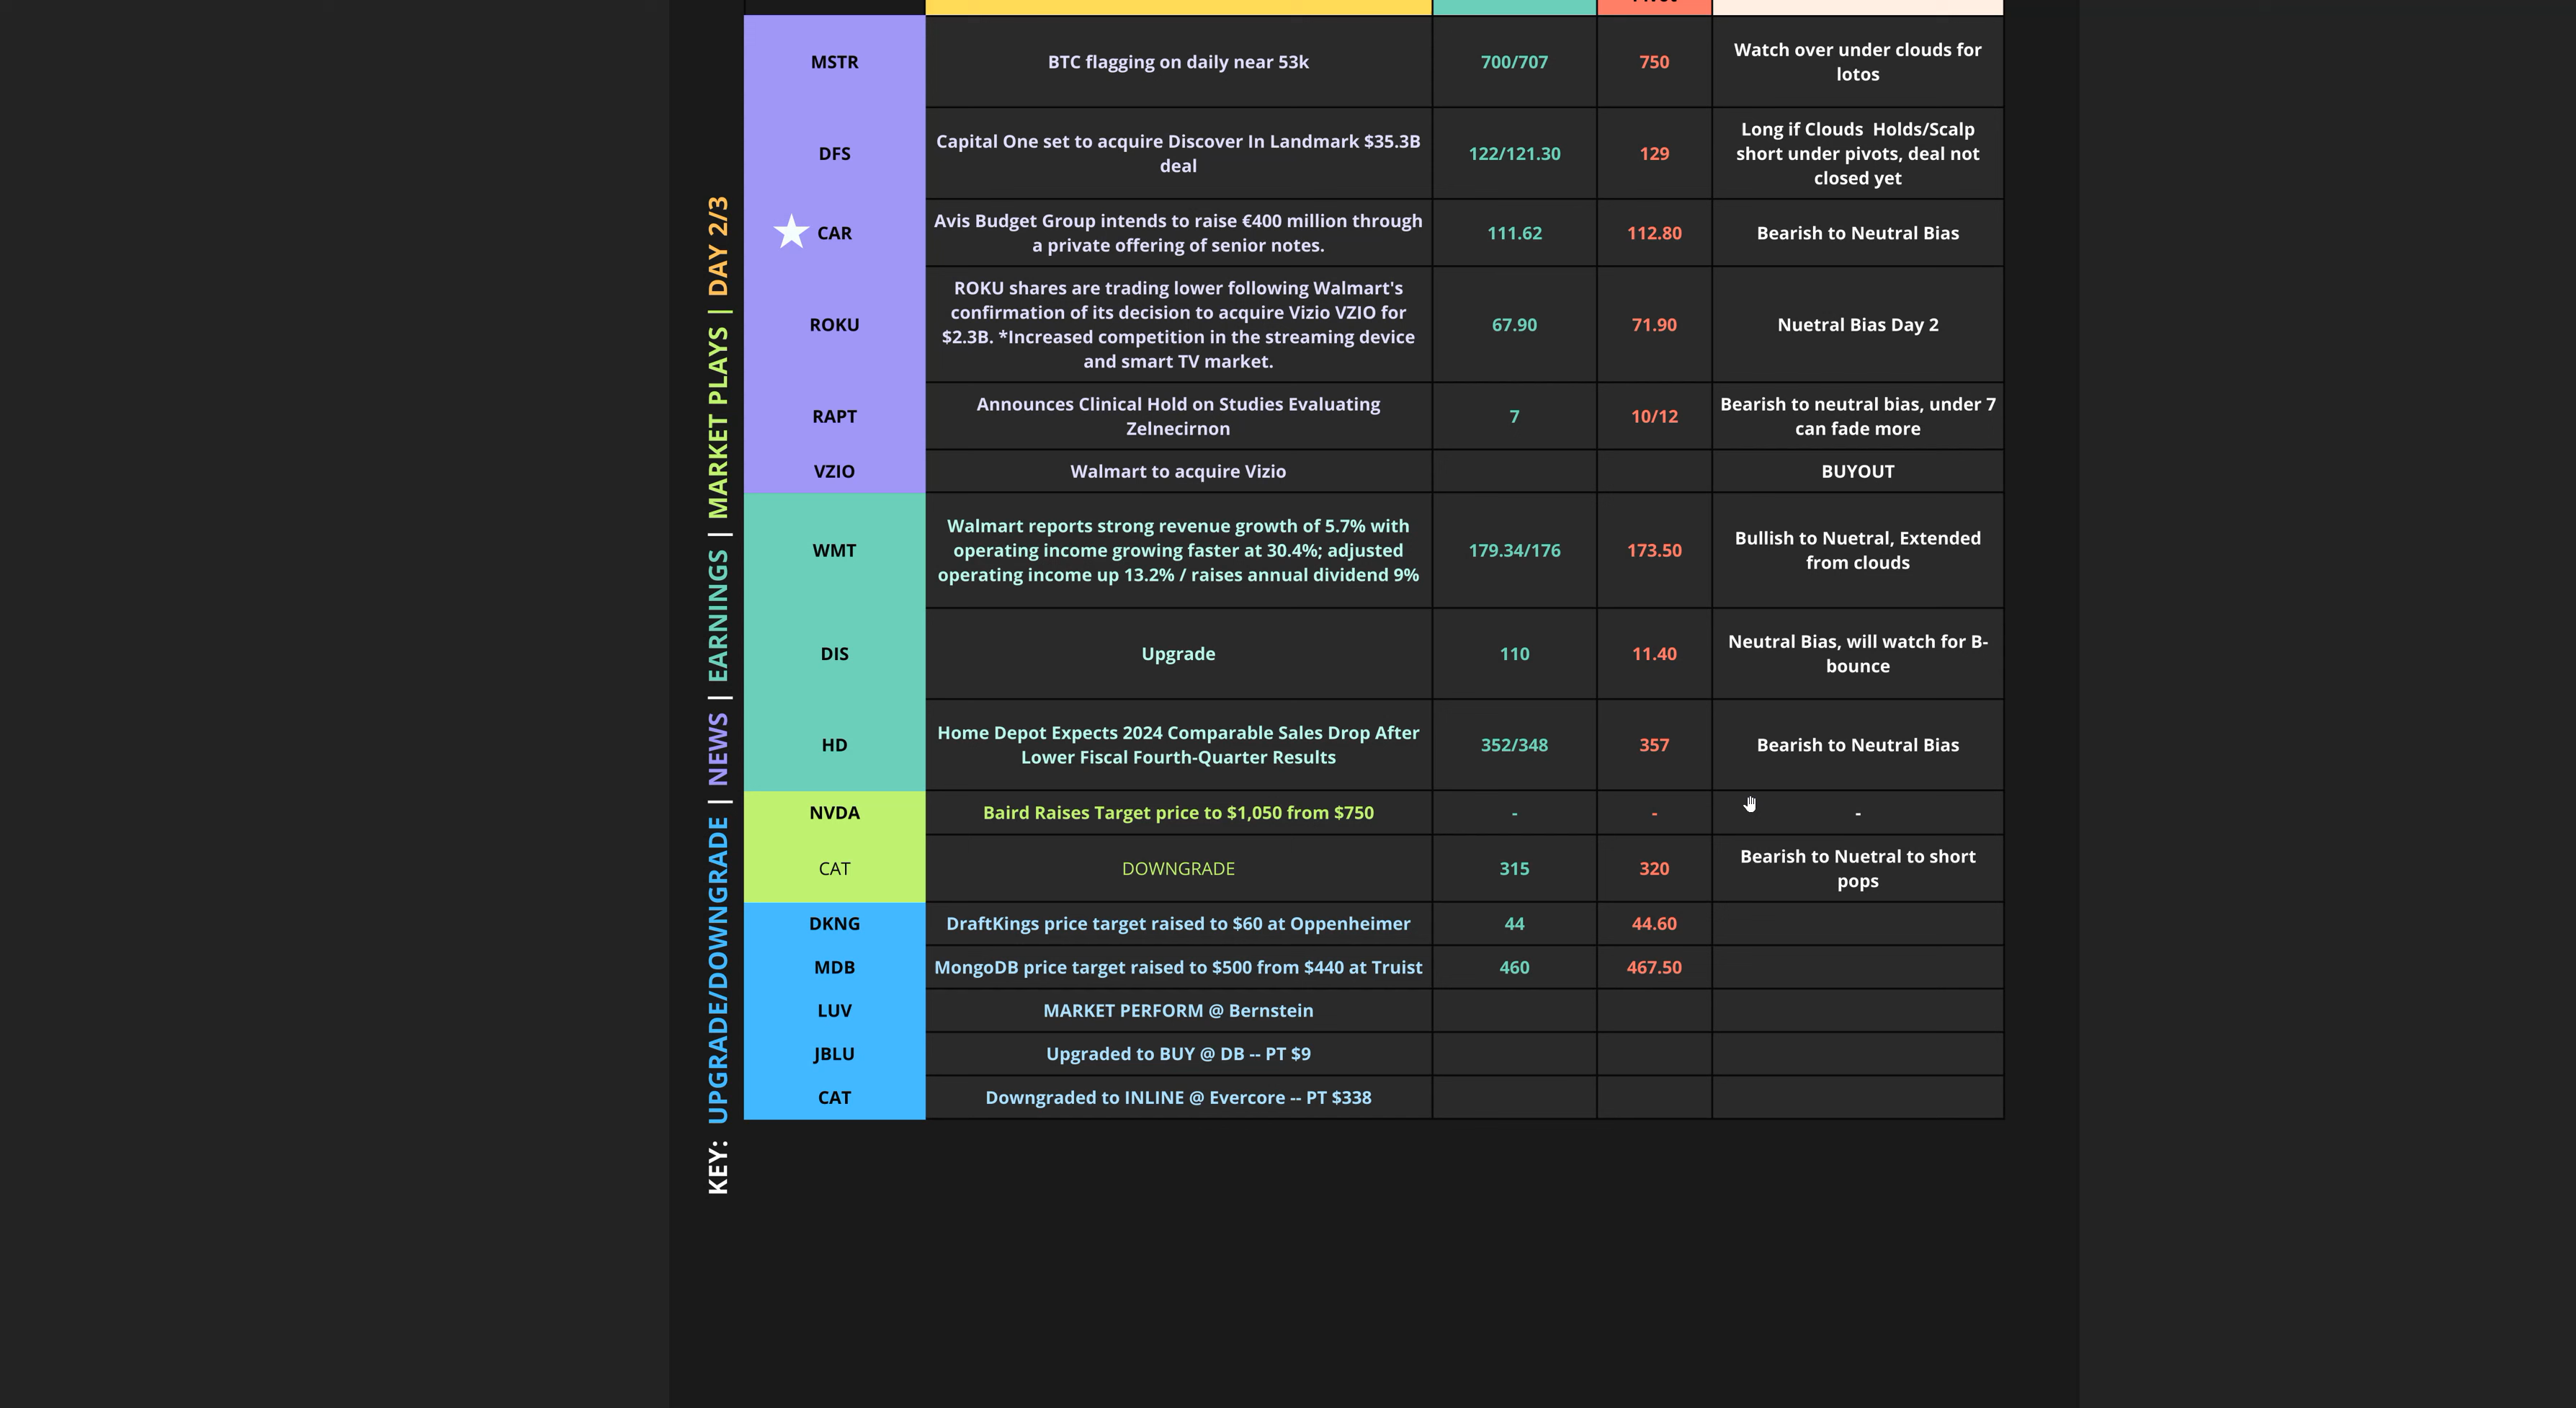 MSTR
BTC flagging on daily near 53k
700/707
750
Watch over under clouds for
lotos
DFS
Capital One set to acquire Discover In Landmark $35.3B
deal
122/121.30
129
Long if Clouds Holds/Scalp
short under pivots, deal not
closed yet
CAR
Avis Budget Group intends to raise €400 million through
a private offering of senior notes.
111.62
112.80
Bearish to Neutral Bias
ROKU
ROKU shares are trading lower following Walmart's
confirmation of its decision to acquire Vizio VZIO for
$2.3B. *Increased competition in the streaming device
and smart TV market.
67.90
71.90
Nuetral Bias Day 2
RAPT
Announces Clinical Hold on Studies Evaluating
Zelnecirnon
7
10/12
Bearish to neutral bias, under 7
can fade more
VZIO
Walmart to acquire Vizio
BUYOUT
WMT
Walmart reports strong revenue growth of 5.7% with
operating income growing faster at 30.4%; adjusted
operating income up 13.2% / raises annual dividend 9%
179.34/176
173.50
Bullish to Nuetral, Extended
from clouds
DIS
Upgrade
110
11.40
Neutral Bias, will watch for B-
bounce
HD
Home Depot Expects 2024 Comparable Sales Drop After
Lower Fiscal Fourth-Quarter Results
352/348
357
Bearish to Neutral Bias
NVDA
Baird Raises Target price to $1,050 from $750
-
-
-
CAT
DOWNGRADE
315
320
Bearish to Nuetral to short
pops
DKNG
DraftKings price target raised to $60 at Oppenheimer
44
44.60
MDB
MongoDB price target raised to $500 from $440 at Truist
460
467.50
LUV
MARKET PERFORM @ Bernstein
JBLU
Upgraded to BUY @ DB -- PT $9
CAT
Downgraded to INLINE @ Evercore -- PT $338
KEY: UPGRADE/DOWNGRADE | NEWS | EARNINGS | MARKET PLAYS | DAY 2/3